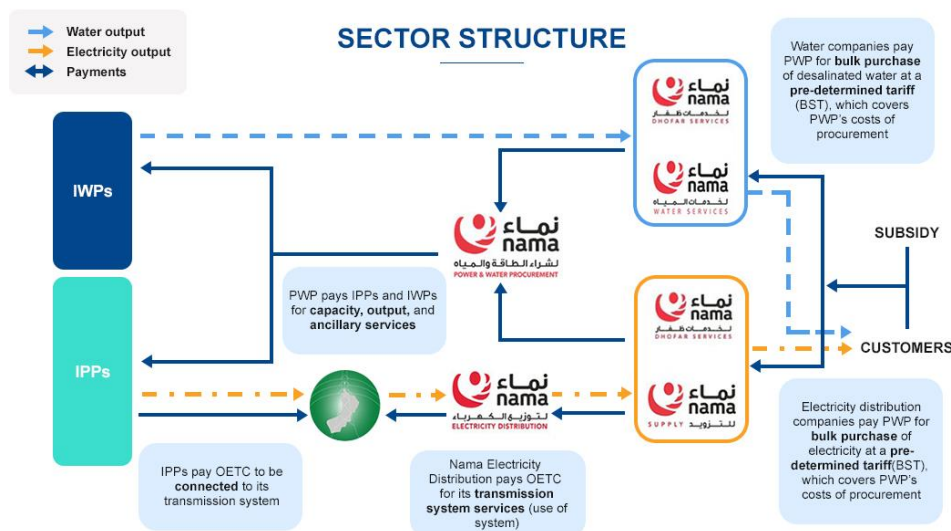 Water output
Electricity output
Payments
SECTOR STRUCTURE
Water companies pay
PWP for bulk purchase
of desalinated water at a
pre-determined tariff
(BST), which covers
PWP's costs of
procurement
نماء
nama
لخدمات ظفار
DHOFAR SERVICES
نماء
nama
لخدمات المياه
WATER SERVICES
IWPs
نماء
nama
لشراء الطاقة والمياه
POWER & WATER PROCUREMENT
SUBSIDY
PWP pays IPPs and IWPs
for capacity, output, and
ancillary services
نماء
nama
لخدمات ظفار
DHOFAR SERVICES
CUSTOMERS
IPPs
نماء
nama
لتوزيع الكهرباء
ELECTRICITY DISTRIBUTION
نماء
nama
للتزويد
SUPPLY
IPPs pay OETC to be
connected to its
transmission system
Nama Electricity
Distribution pays OETC
for its transmission
system services (use of
system)
Electricity distribution
companies pay PWP for
bulk purchase of
electricity at a pre-
determined tariff(BST),
which covers PWP's
costs of procurement